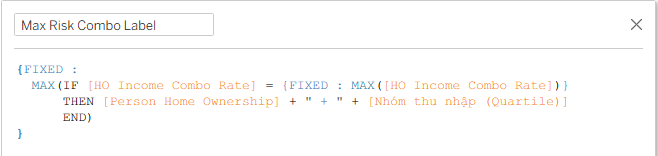 Max Risk Combo Label
{FIXED :
MAX(IF [HO Income Combo Rate] = {FIXED : MAX([HO Income Combo Rate])}
THEN [Person Home Ownership] + " + " + [Nhóm thu nhập (Quartile)]
END)
}